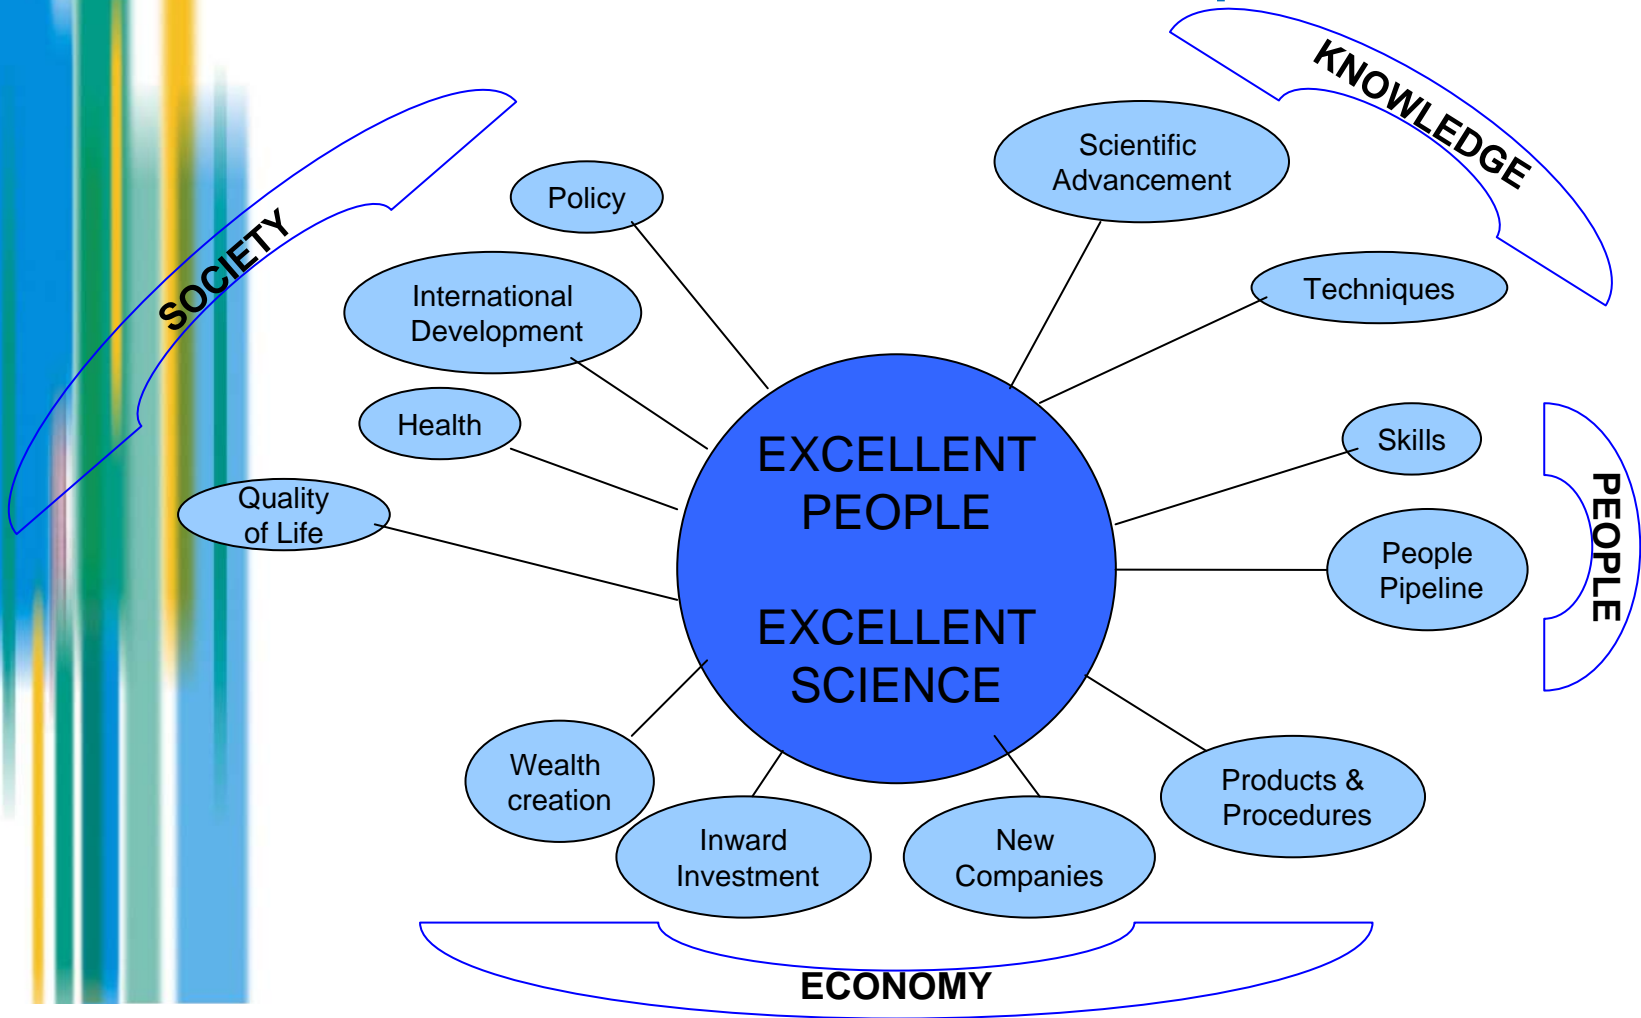 KNOWLEDGE
Scientific
Advancement
Policy
SOCIETY
International
Development
Techniques
Health
Skills
EXCELLENT
PEOPLE
PEOPLE
Quality
of Life
People
Pipeline
EXCELLENT
SCIENCE
Wealth
creation
Products &
Procedures
Inward
Investment
New
Companies
ECONOMY